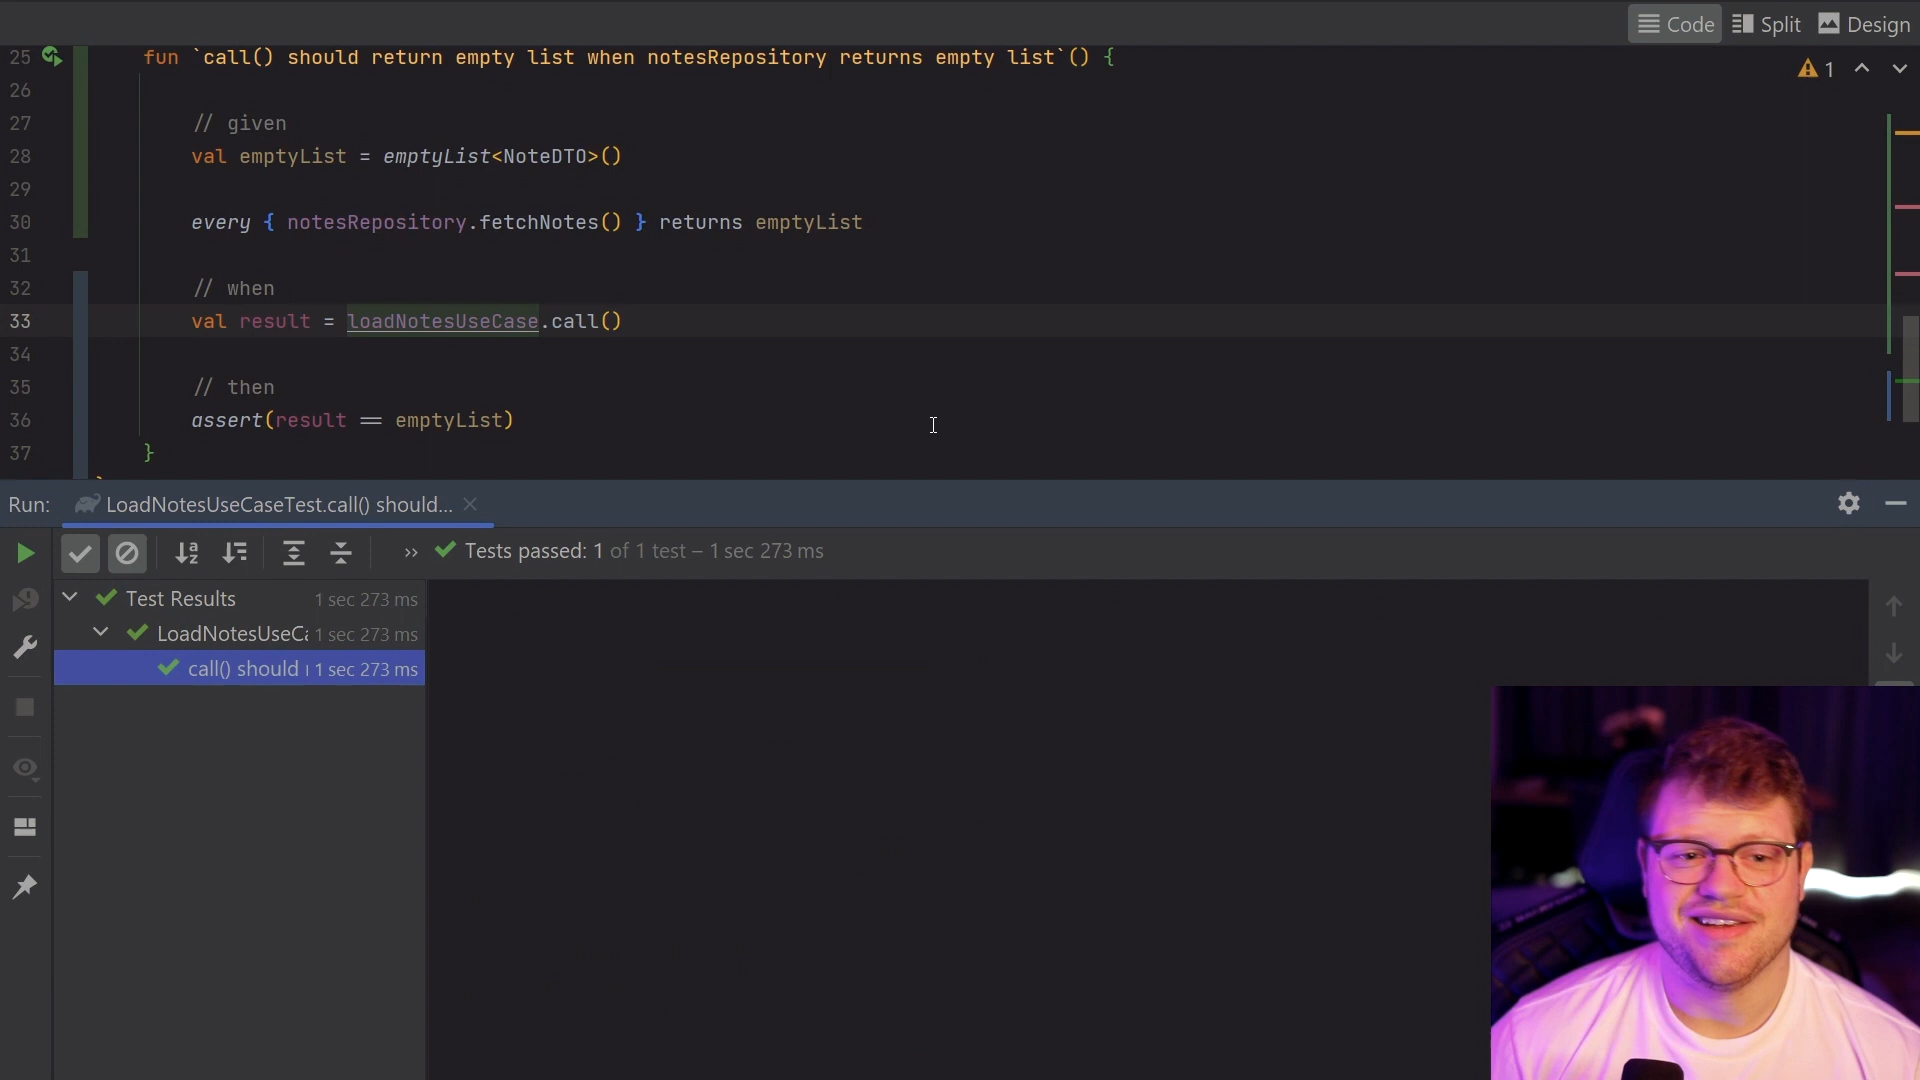 Code Split Design
25 fun `call() should return empty list when notesRepository returns empty list`() {
1
26
27 // given
28 val emptyList = emptyList<NoteDTO>()
29
30 every { notesRepository.fetchNotes() } returns emptyList
31
32 // when
33 val result = loadNotesUseCase.call()
34
35 // then
36 assert(result == emptyList)
37 }
Run: LoadNotesUseCaseTest.call() should...
» Tests passed: 1 of 1 test – 1 sec 273 ms
Test Results 1 sec 273 ms
LoadNotesUseCa 1 sec 273 ms
call() should 1 sec 273 ms